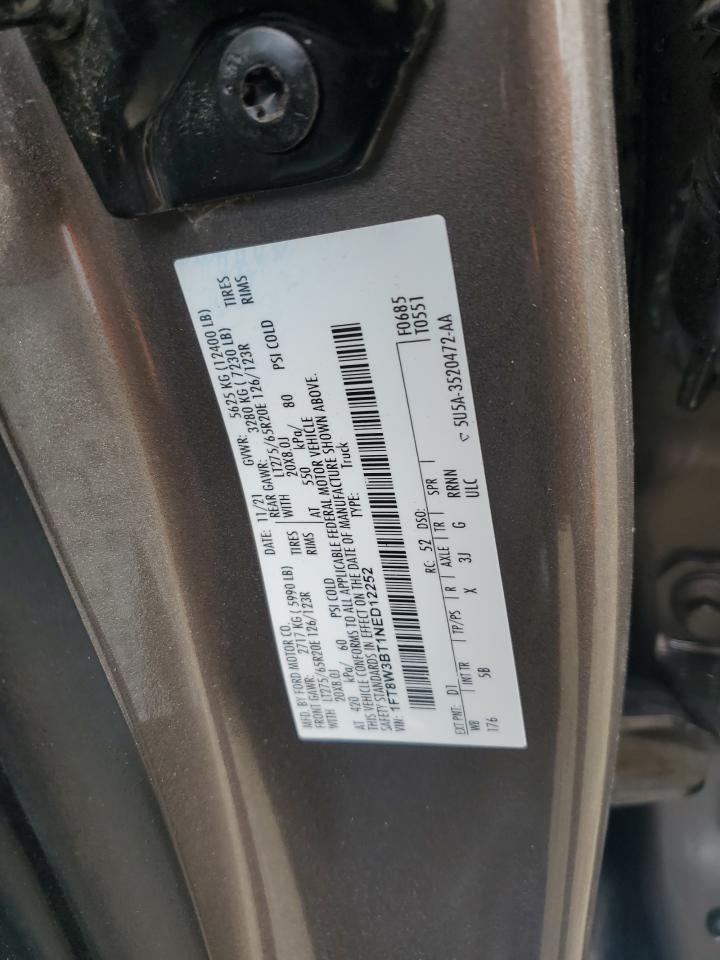 MFD. BY FORD MOTOR CO.
DATE: 11/21 GVWR: 5625 KG (12400 LB)
FRONT GAWR: 2717 KG (5990 LB)
REAR GAWR: 3280 KG (7230 LB)
WITH LT275/65R20E 126/123R TIRES
WITH LT275/65R20E 126/123R TIRES
20X8.0J RIMS
20X8.0J RIMS
AT 420 kPa/ 60 PSI COLD
AT 550 kPa/ 80 PSI COLD
THIS VEHICLE CONFORMS TO ALL APPLICABLE FEDERAL MOTOR VEHICLE
SAFETY STANDARDS IN EFFECT ON THE DATE OF MANUFACTURE SHOWN ABOVE.
VIN: 1FT8W3BT1NED12252 TYPE: Truck
F0685
T0551
EXT PNT: D1 RC: 52 DSO:
WB INT TR TP/PS R AXLE TR SPR
176 5B X 3J G RRNN
ULC
5U5A-3520472-AA